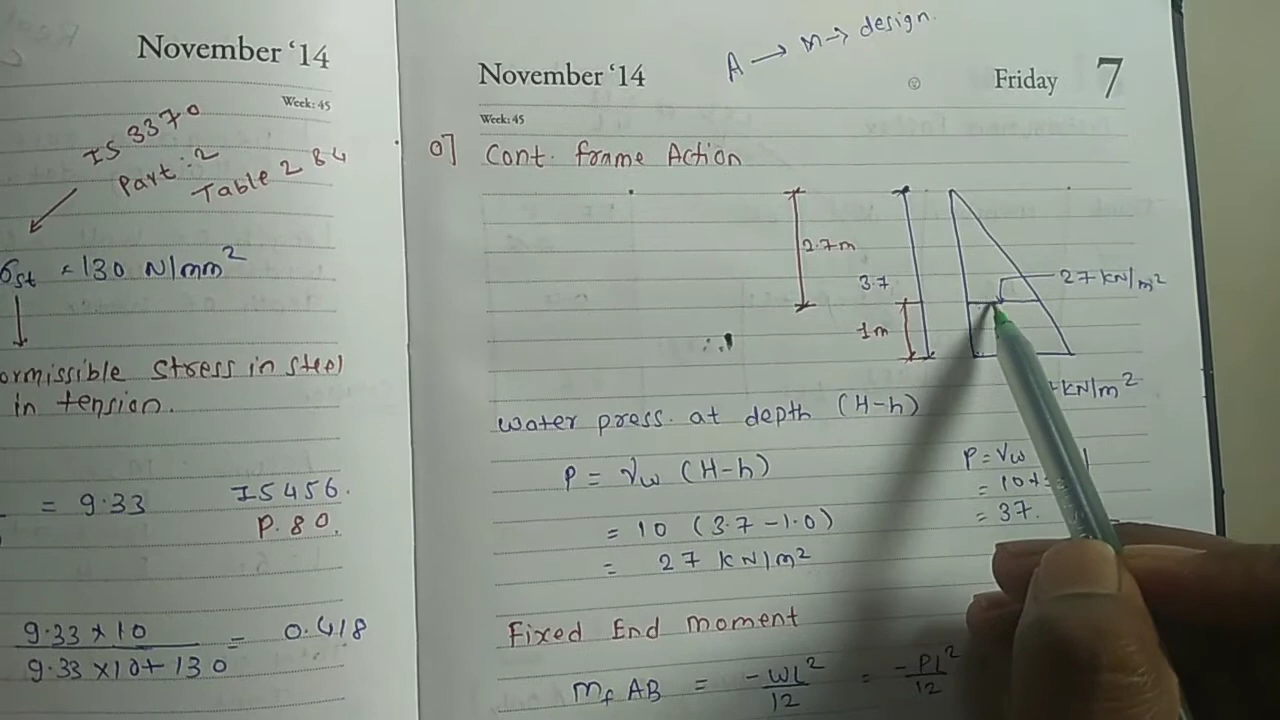 November '14
Week: 45
IS 3370
Part : 2
Table 2 & 4
σst = 130 N/mm²
ormissible stress in steel
in tension.
= 9.33
IS 456.
P. 80.
9.33 × 10
9.33 × 10 + 130
= 0.418
A → m → design.
November '14
Friday 7
Week: 45
Cont. frame Action
2.7m
3.7
1m
27 KN/m²
KN/m²
water press. at depth (H-h)
P = γw (H-h)
= 10 (3.7 - 1.0)
= 27 KN/m²
P = γw
= 10 ×
= 37.
Fixed End moment
Mf AB = -WL²/12 = -PL²/12